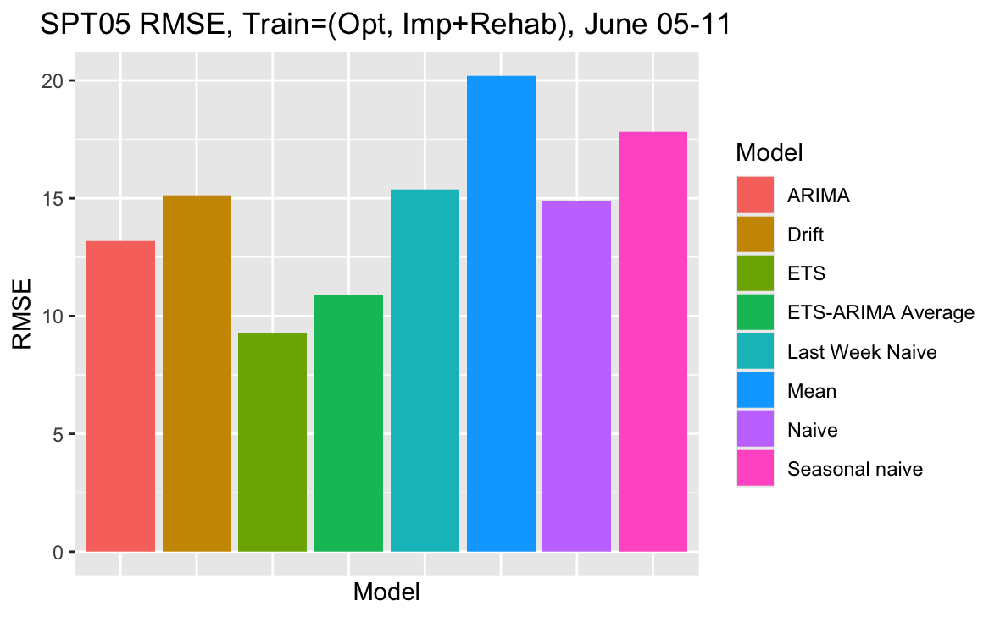 SPT05 RMSE, Train=(Opt, Imp+Rehab), June 05-11
20
15
10
5
0
RMSE
Model
Model
ARIMA
Drift
ETS
ETS-ARIMA Average
Last Week Naive
Mean
Naive
Seasonal naive